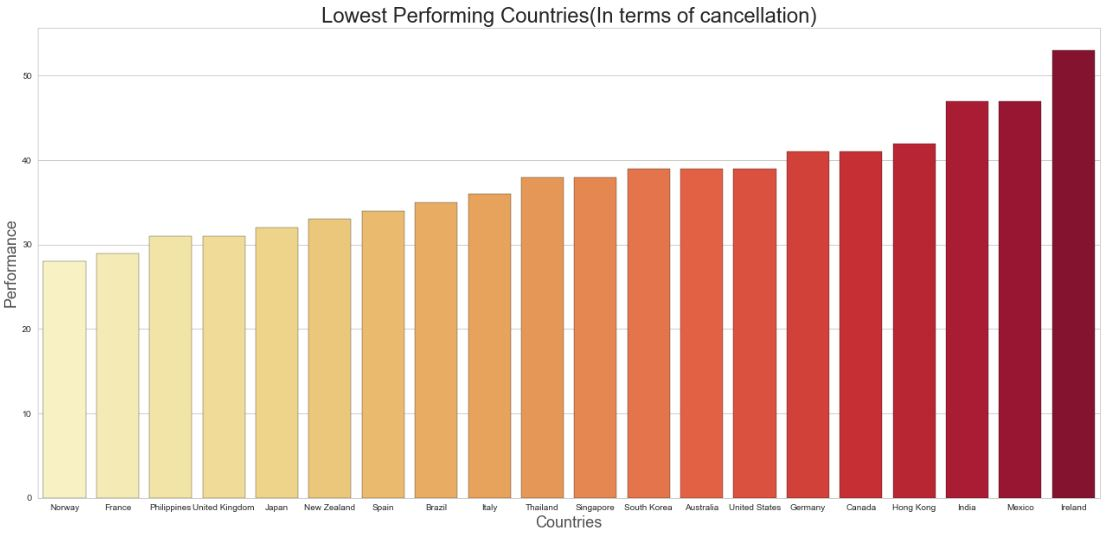 Lowest Performing Countries(In terms of cancellation)
Performance
50
40
30
20
10
0
Norway France Philippines United Kingdom Japan New Zealand Spain Brazil Italy Thailand Singapore South Korea Australia United States Germany Canada Hong Kong India Mexico Ireland
Countries